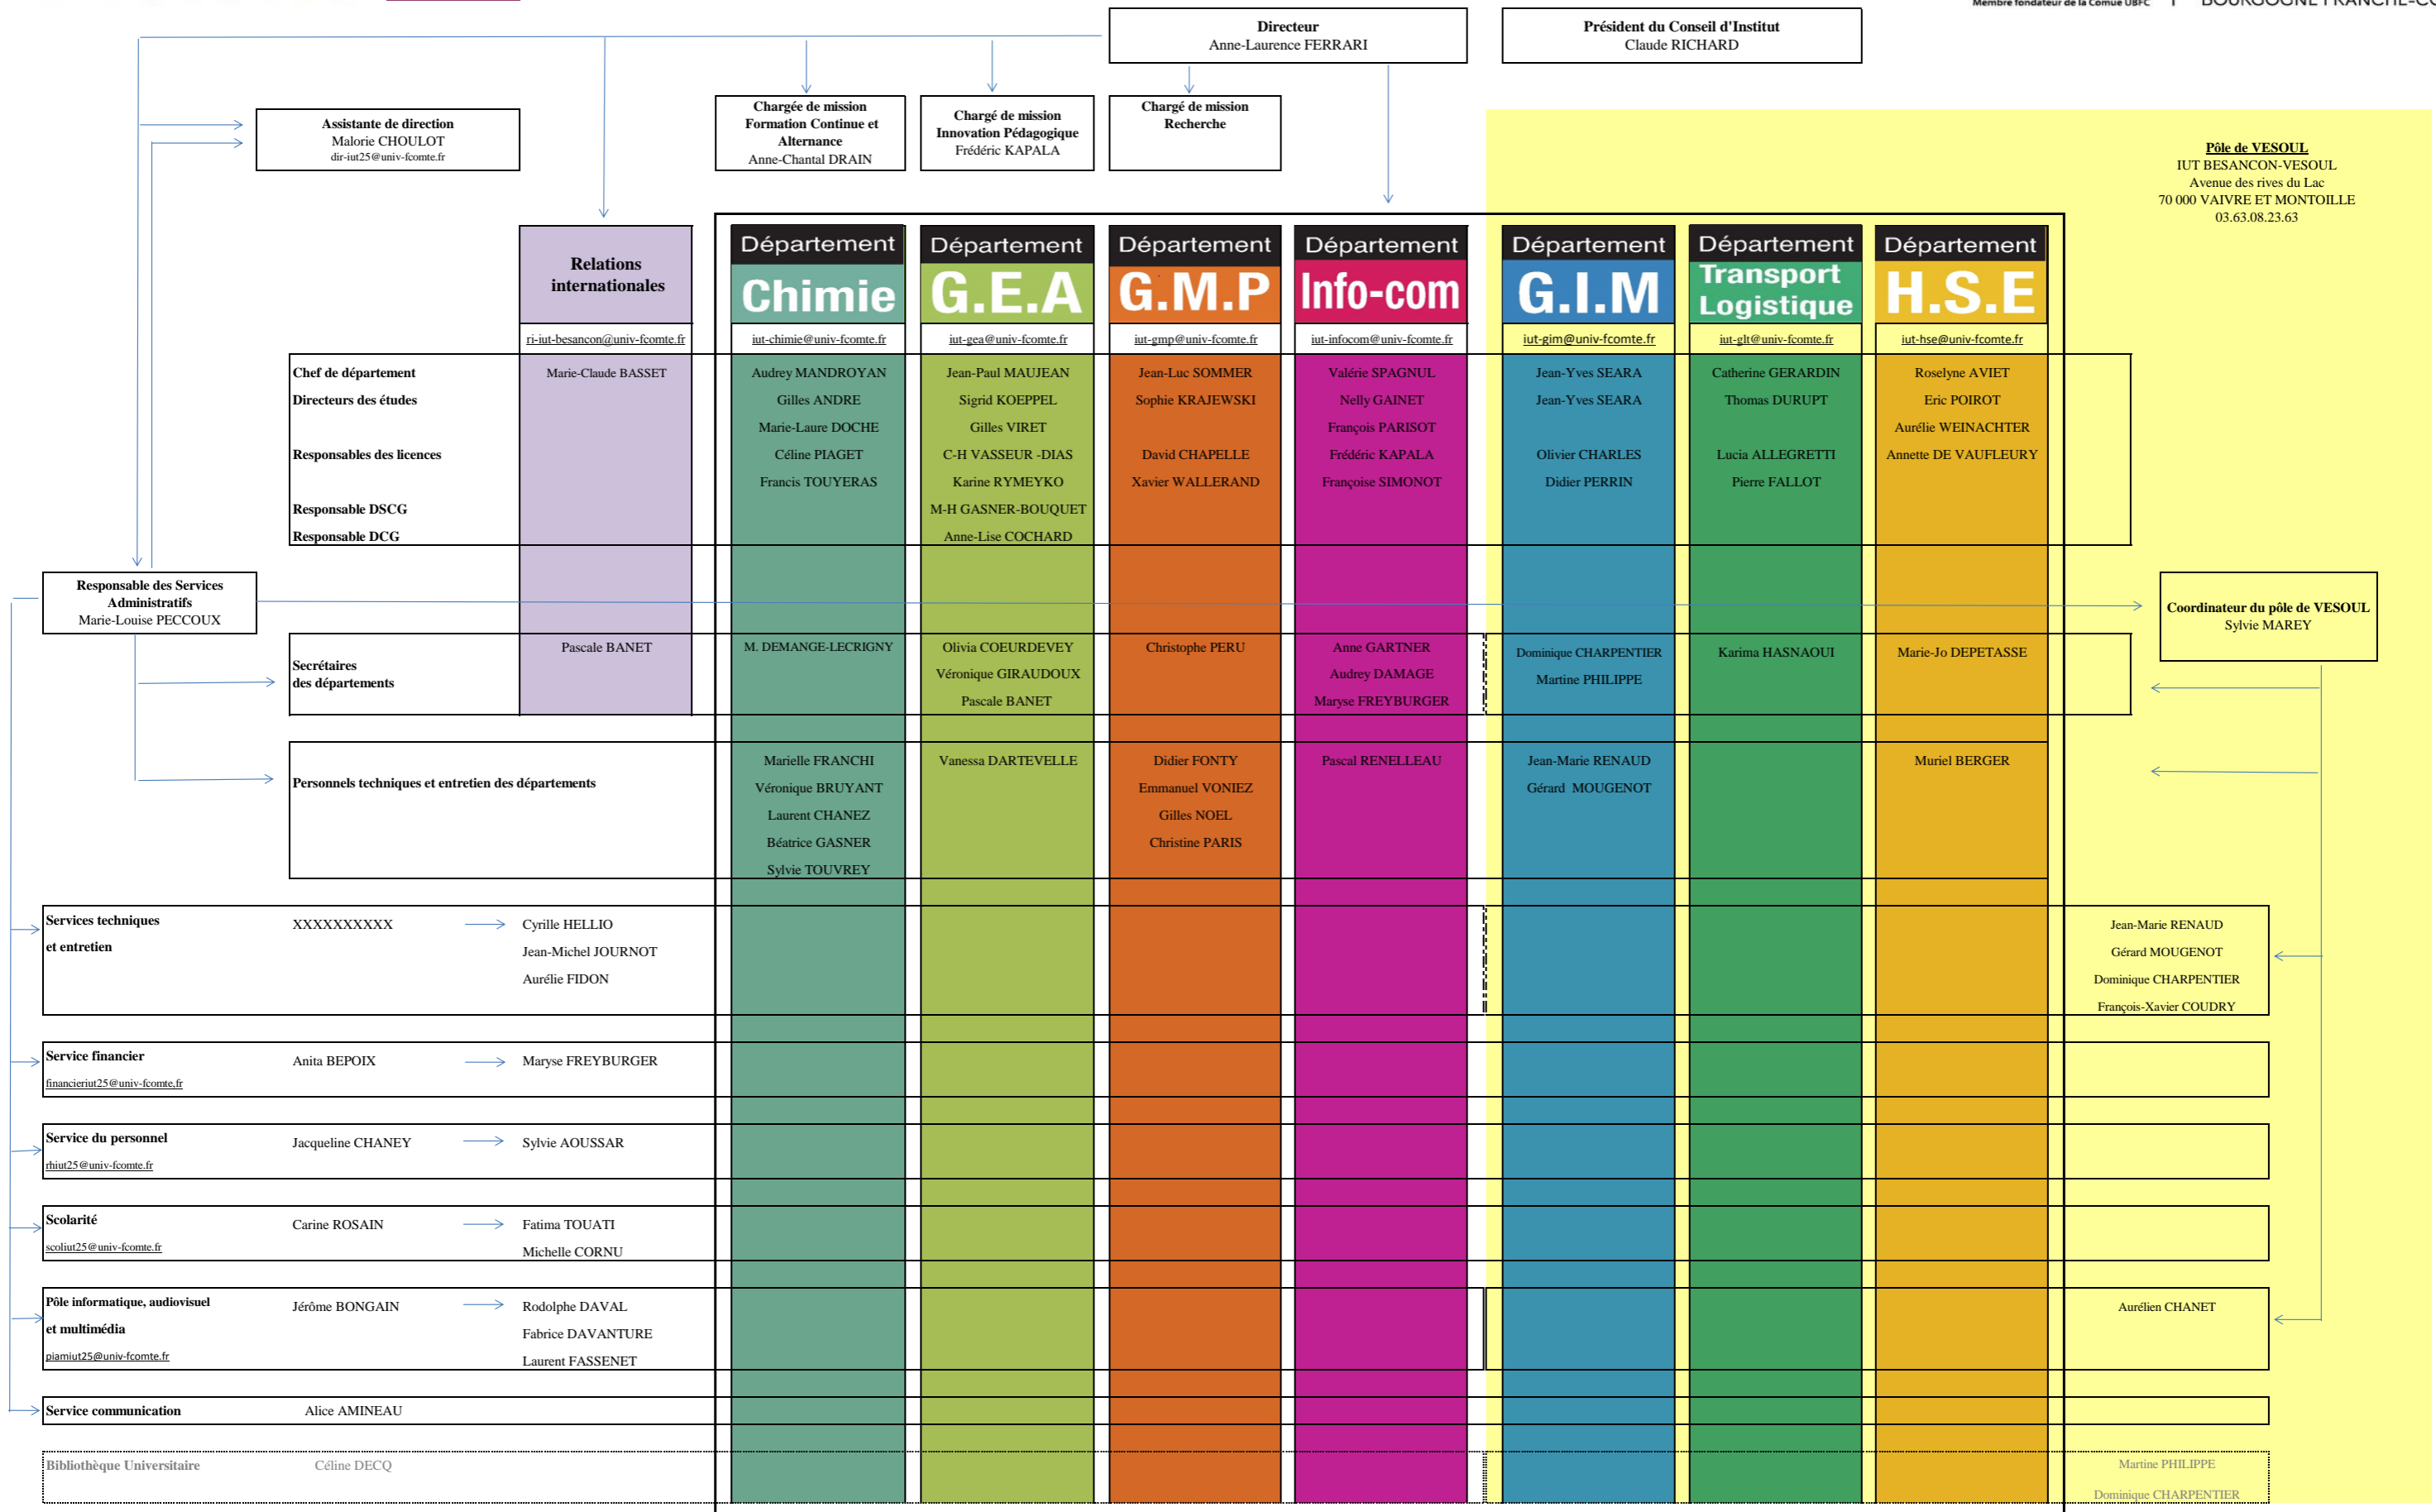 Membre fondateur de la Comue UBFC
BOURGOGNE FRANCHE-CO
Directeur
Anne-Laurence FERRARI
Président du Conseil d'Institut
Claude RICHARD
Assistante de direction
Malorie CHOULOT
dir-iut25@univ-fcomte.fr
Chargée de mission
Formation Continue et
Alternance
Anne-Chantal DRAIN
Chargé de mission
Innovation Pédagogique
Frédéric KAPALA
Chargé de mission
Recherche
Pôle de VESOUL
IUT BESANCON-VESOUL
Avenue des rives du Lac
70 000 VAIVRE ET MONTOILLE
03.63.08.23.63
Relations
internationales
ri-iut-besancon@univ-fcomte.fr
Département
Chimie
iut-chimie@univ-fcomte.fr
Département
G.E.A
iut-gea@univ-fcomte.fr
Département
G.M.P
iut-gmp@univ-fcomte.fr
Département
Info-com
iut-infocom@univ-fcomte.fr
Département
G.I.M
iut-gim@univ-fcomte.fr
Département
Transport
Logistique
iut-glt@univ-fcomte.fr
Département
H.S.E
iut-hse@univ-fcomte.fr
Chef de département Marie-Claude BASSET Audrey MANDROYAN Jean-Paul MAUJEAN Jean-Luc SOMMER Valérie SPAGNUL Jean-Yves SEARA Catherine GERARDIN Roselyne AVIET
Directeurs des études Gilles ANDRE Sigrid KOEPPEL Sophie KRAJEWSKI Nelly GAINET Jean-Yves SEARA Thomas DURUPT Eric POIROT
Marie-Laure DOCHE Gilles VIRET François PARISOT Aurélie WEINACHTER
Responsables des licences Céline PIAGET C-H VASSEUR -DIAS David CHAPELLE Frédéric KAPALA Olivier CHARLES Lucia ALLEGRETTI Annette DE VAUFLEURY
Francis TOUYERAS Karine RYMEYKO Xavier WALLERAND Françoise SIMONOT Didier PERRIN Pierre FALLOT
Responsable DSCG M-H GASNER-BOUQUET
Responsable DCG Anne-Lise COCHARD
Responsable des Services
Administratifs
Marie-Louise PECCOUX
Coordinateur du pôle de VESOUL
Sylvie MAREY
Secrétaires
des départements
Pascale BANET M. DEMANGE-LECRIGNY Olivia COEURDEVEY Christophe PERU Anne GARTNER Dominique CHARPENTIER Karima HASNAOUI Marie-Jo DEPETASSE
Véronique GIRAUDOUX Audrey DAMAGE Martine PHILIPPE
Pascale BANET Maryse FREYBURGER
Personnels techniques et entretien des départements
Marielle FRANCHI Vanessa DARTEVELLE Didier FONTY Pascal RENELLEAU Jean-Marie RENAUD Muriel BERGER
Véronique BRUYANT Emmanuel VONIEZ Gérard MOUGENOT
Laurent CHANEZ Gilles NOEL
Béatrice GASNER Christine PARIS
Sylvie TOUVREY
Services techniques XXXXXXXXXX Cyrille HELLIO Jean-Marie RENAUD
et entretien Jean-Michel JOURNOT Gérard MOUGENOT
Aurélie FIDON Dominique CHARPENTIER
François-Xavier COUDRY
Service financier Anita BEPOIX Maryse FREYBURGER
financieriut25@univ-fcomte,fr
Service du personnel Jacqueline CHANEY Sylvie AOUSSAR
rhiut25@univ-fcomte.fr
Scolarité Carine ROSAIN Fatima TOUATI
scoliut25@univ-fcomte.fr Michelle CORNU
Pôle informatique, audiovisuel Jérôme BONGAIN Rodolphe DAVAL Aurélien CHANET
et multimédia Fabrice DAVANTURE
piamiut25@univ-fcomte.fr Laurent FASSENET
Service communication Alice AMINEAU
Bibliothèque Universitaire Céline DECQ Martine PHILIPPE
Dominique CHARPENTIER